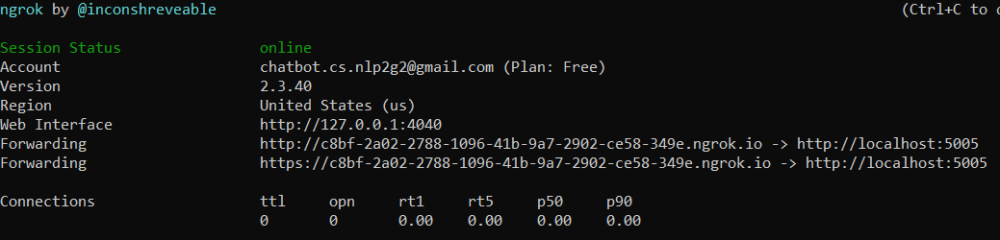 ngrok by @inconshreveable (Ctrl+C to
Session Status online
Account chatbot.cs.nlp2g2@gmail.com (Plan: Free)
Version 2.3.40
Region United States (us)
Web Interface http://127.0.0.1:4040
Forwarding http://c8bf-2a02-2788-1096-41b-9a7-2902-ce58-349e.ngrok.io -> http://localhost:5005
Forwarding https://c8bf-2a02-2788-1096-41b-9a7-2902-ce58-349e.ngrok.io -> http://localhost:5005
Connections ttl opn rt1 rt5 p50 p90
0 0 0.00 0.00 0.00 0.00